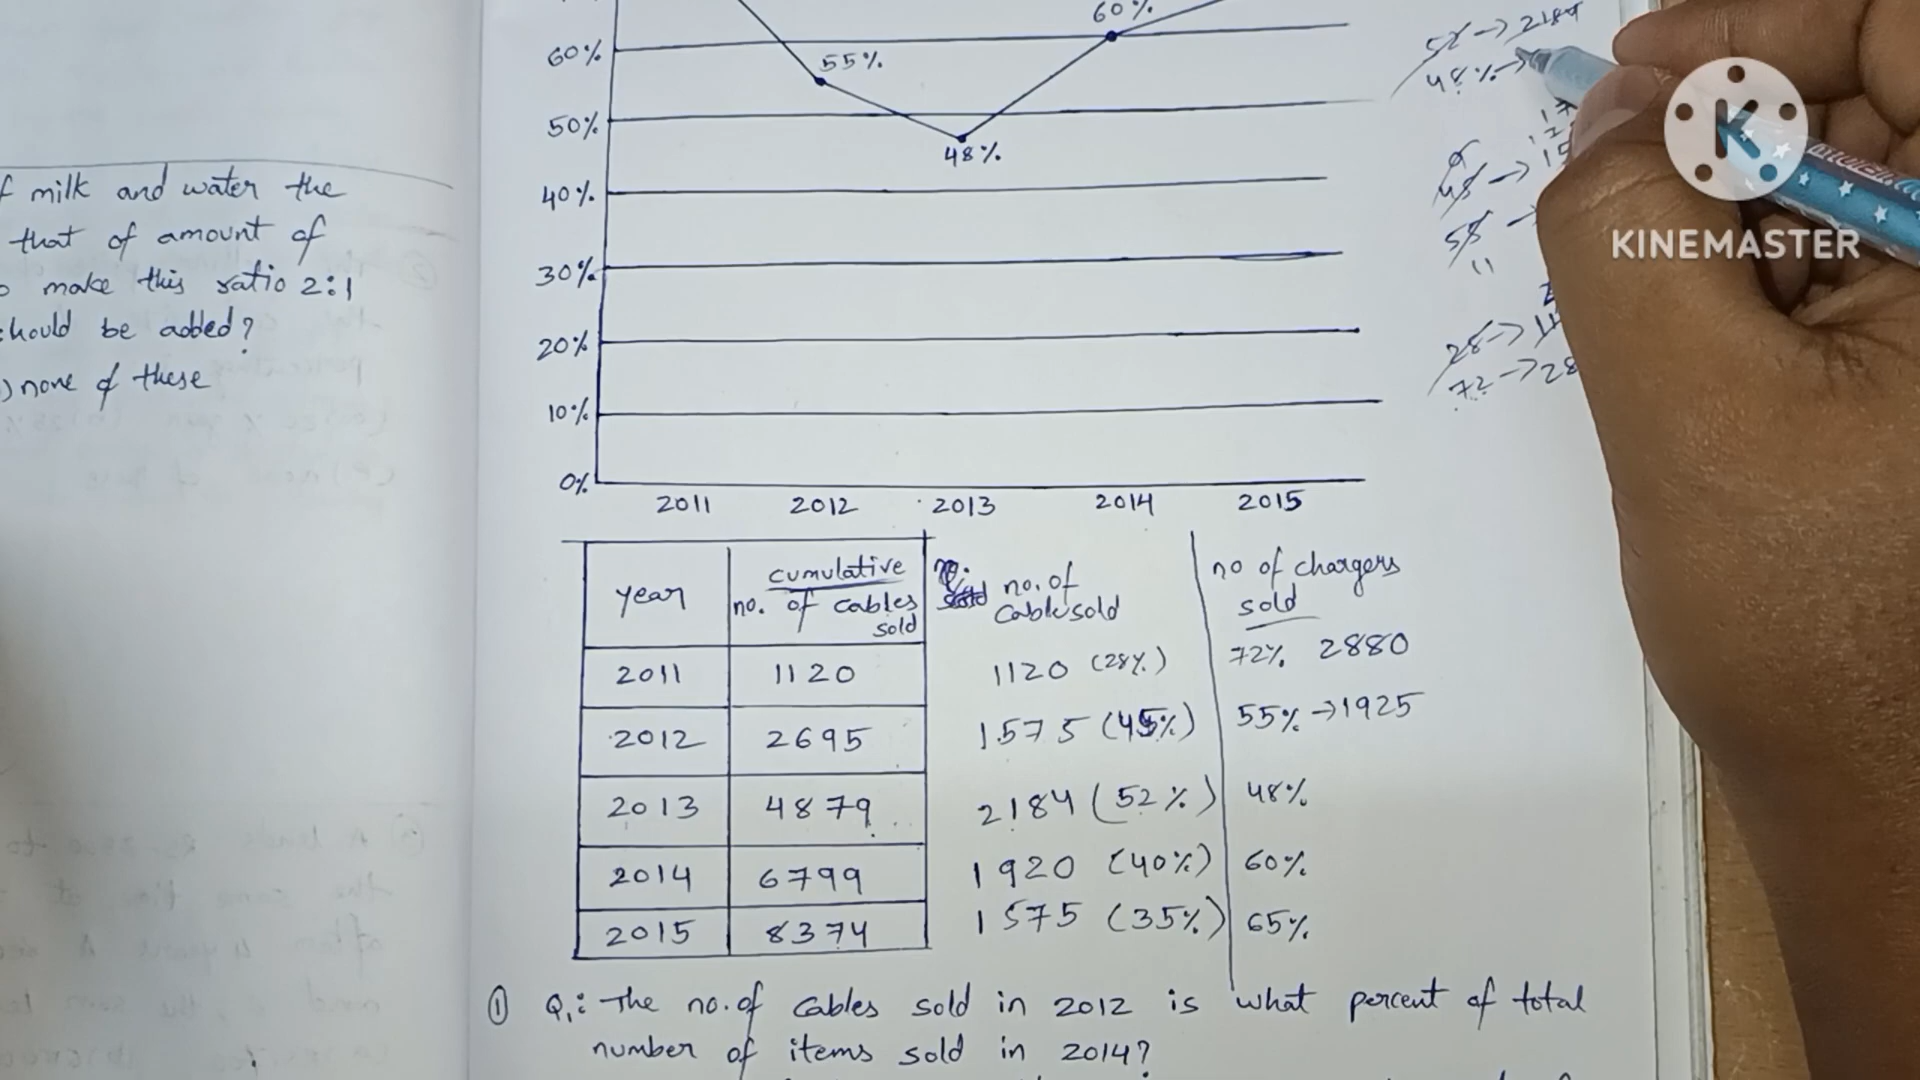 f milk and water the
that of amount of
make this ratio 2:1
should be added?
) none of these
60%
50%
40%
30%
20%
10%
0%
55%
48%
60%
2011 2012 2013 2014 2015
52 → 2184
48% →
28 →
72 → 28
KINEMASTER
year cumulative no. of cables sold no. of cable sold no of chargers sold
2011 1120 1120 (28%) 72% 2880
2012 2695 1575 (45%) 55% → 1925
2013 4879 2184 (52%) 48%
2014 6799 1920 (40%) 60%
2015 8374 1575 (35%) 65%
① Q1: The no. of cables sold in 2012 is what percent of total
number of items sold in 2014?